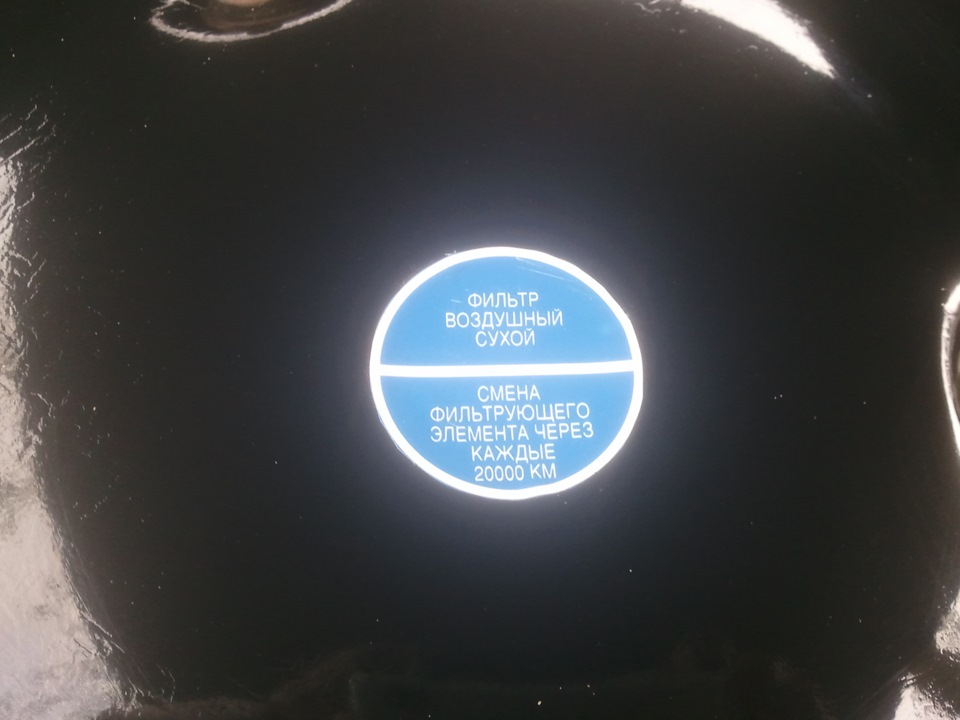 ФИЛЬТР
ВОЗДУШНЫЙ
СУХОЙ
СМЕНА
ФИЛЬТРУЮЩЕГО
ЭЛЕМЕНТА ЧЕРЕЗ
КАЖДЫЕ
20000 КМ